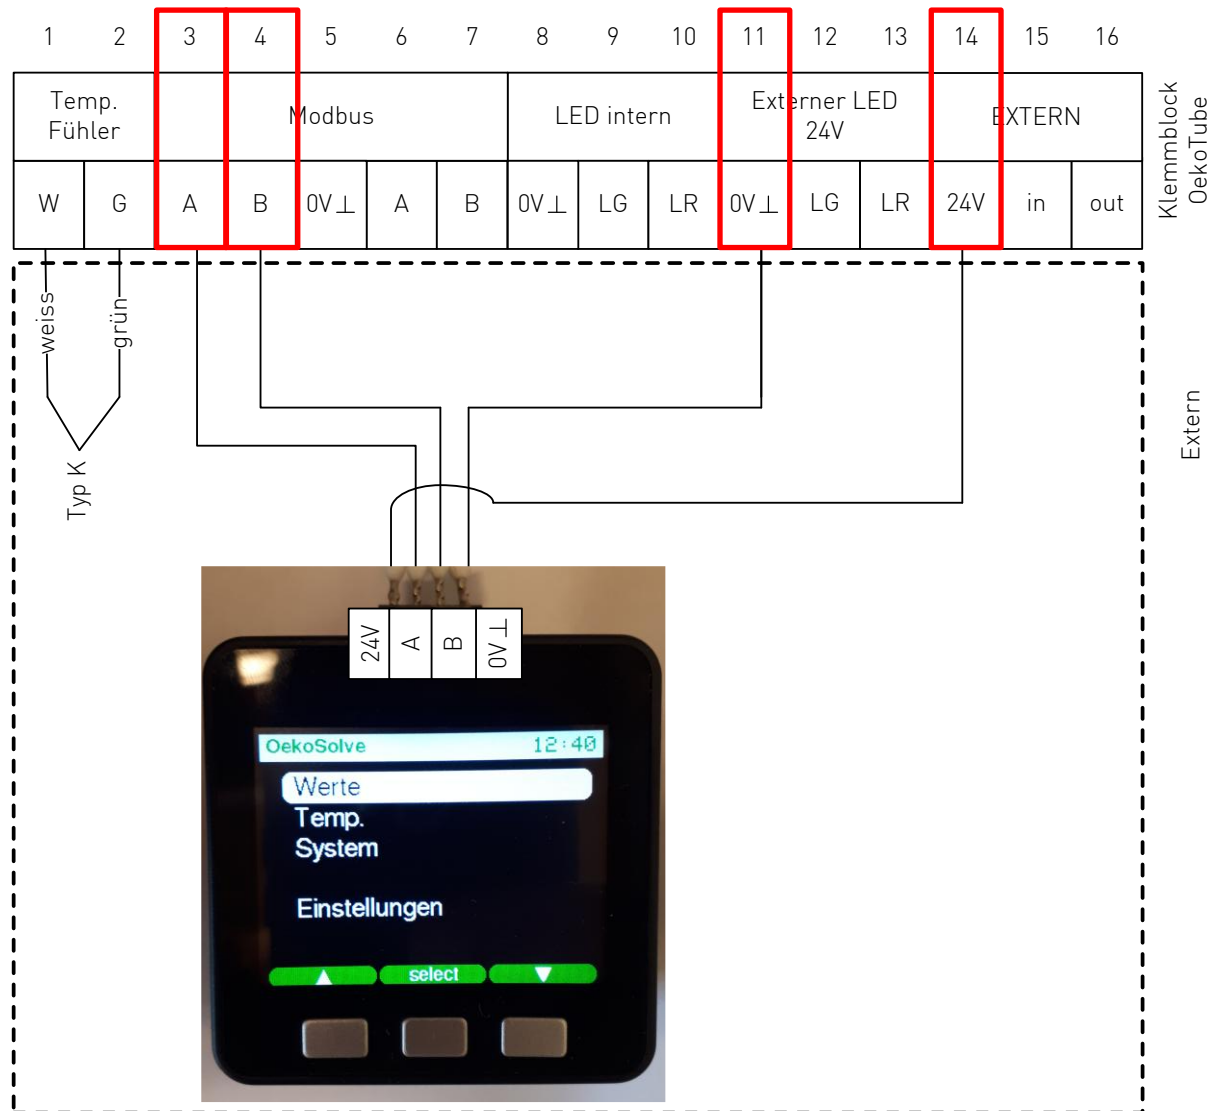 1 2 3 4 5 6 7 8 9 10 11 12 13 14 15 16
Temp.
Fühler
Modbus
LED intern
Externer LED
24V
EXTERN
W G A B 0V⊥ A B 0V⊥ LG LR 0V⊥ LG LR 24V in out
Klemmblock
OekoTube
weiss
grün
Typ K
Extern
24V A B 0V⊥
OekoSolve 12:40
Werte
Temp.
System
Einstellungen
▲ select ▼